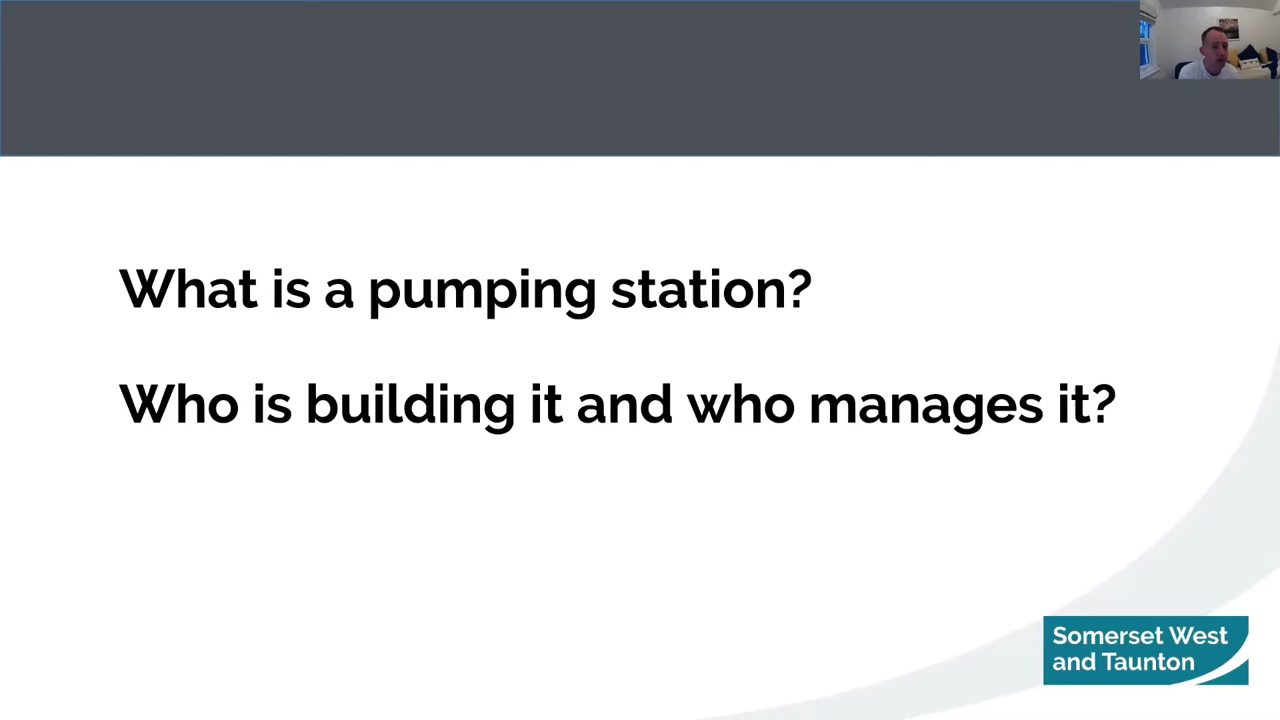 What is a pumping station?
Who is building it and who manages it?
Somerset West
and Taunton